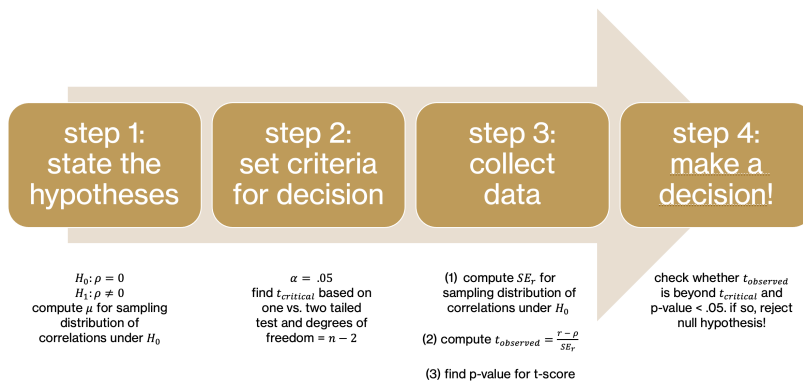 step 1:
state the
hypotheses
step 2:
set criteria
for decision
step 3:
collect
data
step 4:
make a
decision!
H₀: ρ = 0
H₁: ρ ≠ 0
compute μ for sampling
distribution of
correlations under H₀
α = .05
find t_critical based on
one vs. two tailed
test and degrees of
freedom = n − 2
(1) compute SE_r for
sampling distribution of
correlations under H₀
(2) compute t_observed = (r − ρ)/SE_r
(3) find p-value for t-score
check whether t_observed
is beyond t_critical and
p-value < .05. if so, reject
null hypothesis!